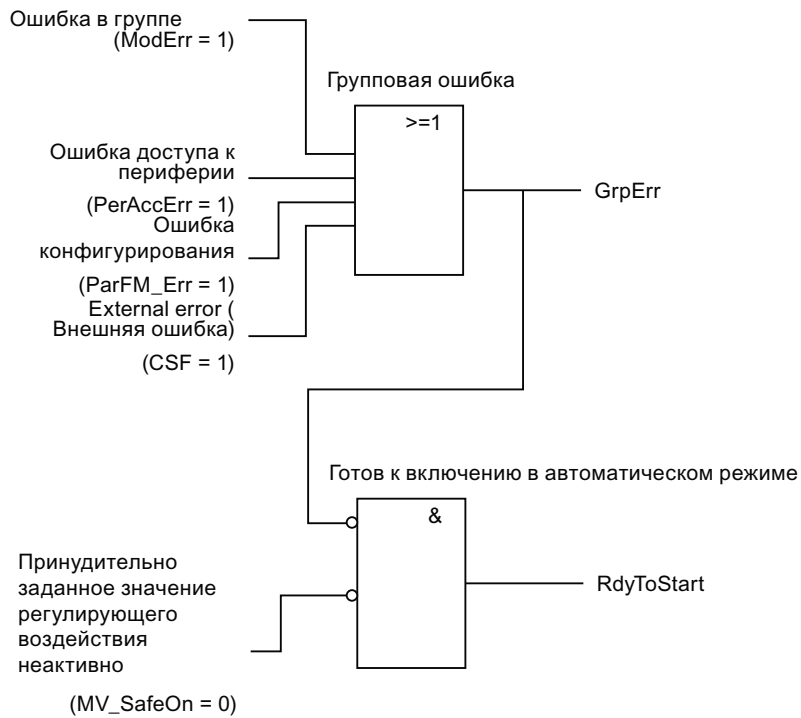 Ошибка в группе
(ModErr = 1)
Групповая ошибка
>=1
Ошибка доступа к
периферии
(PerAccErr = 1)
GrpErr
Ошибка
конфигурирования
(ParFM_Err = 1)
External error (
Внешняя ошибка)
(CSF = 1)
Готов к включению в автоматическом режиме
&
Принудительно
заданное значение
регулирующего
воздействия
неактивно
(MV_SafeOn = 0)
RdyToStart